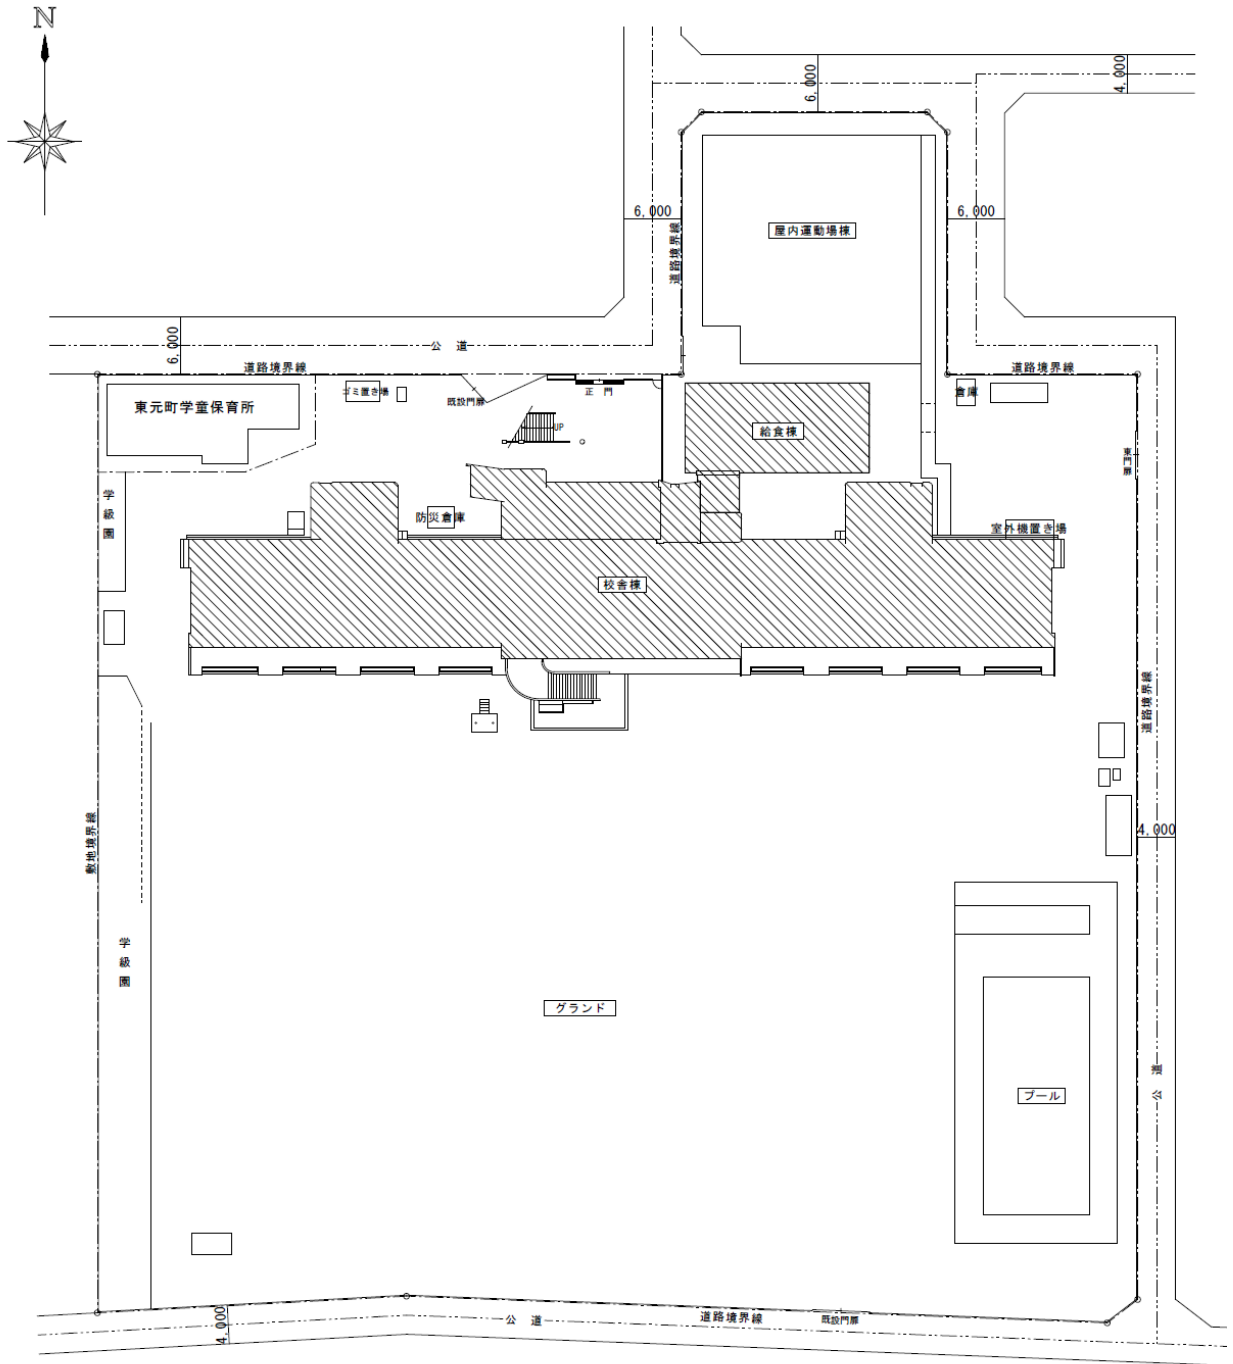 N
6,000
4,000
6,000
6,000
屋内運動場棟
道路境界線
6,000
公 道
道路境界線
道路境界線
東元町学童保育所
ゴミ置き場
既設門扉
正 門
倉庫
UP
給食棟
東門扉
学級園
防災倉庫
室外機置き場
校舎棟
道路境界線
敷地境界線
4,000
学級園
グランド
プール
公 道
4,000
公 道
道路境界線
既設門扉